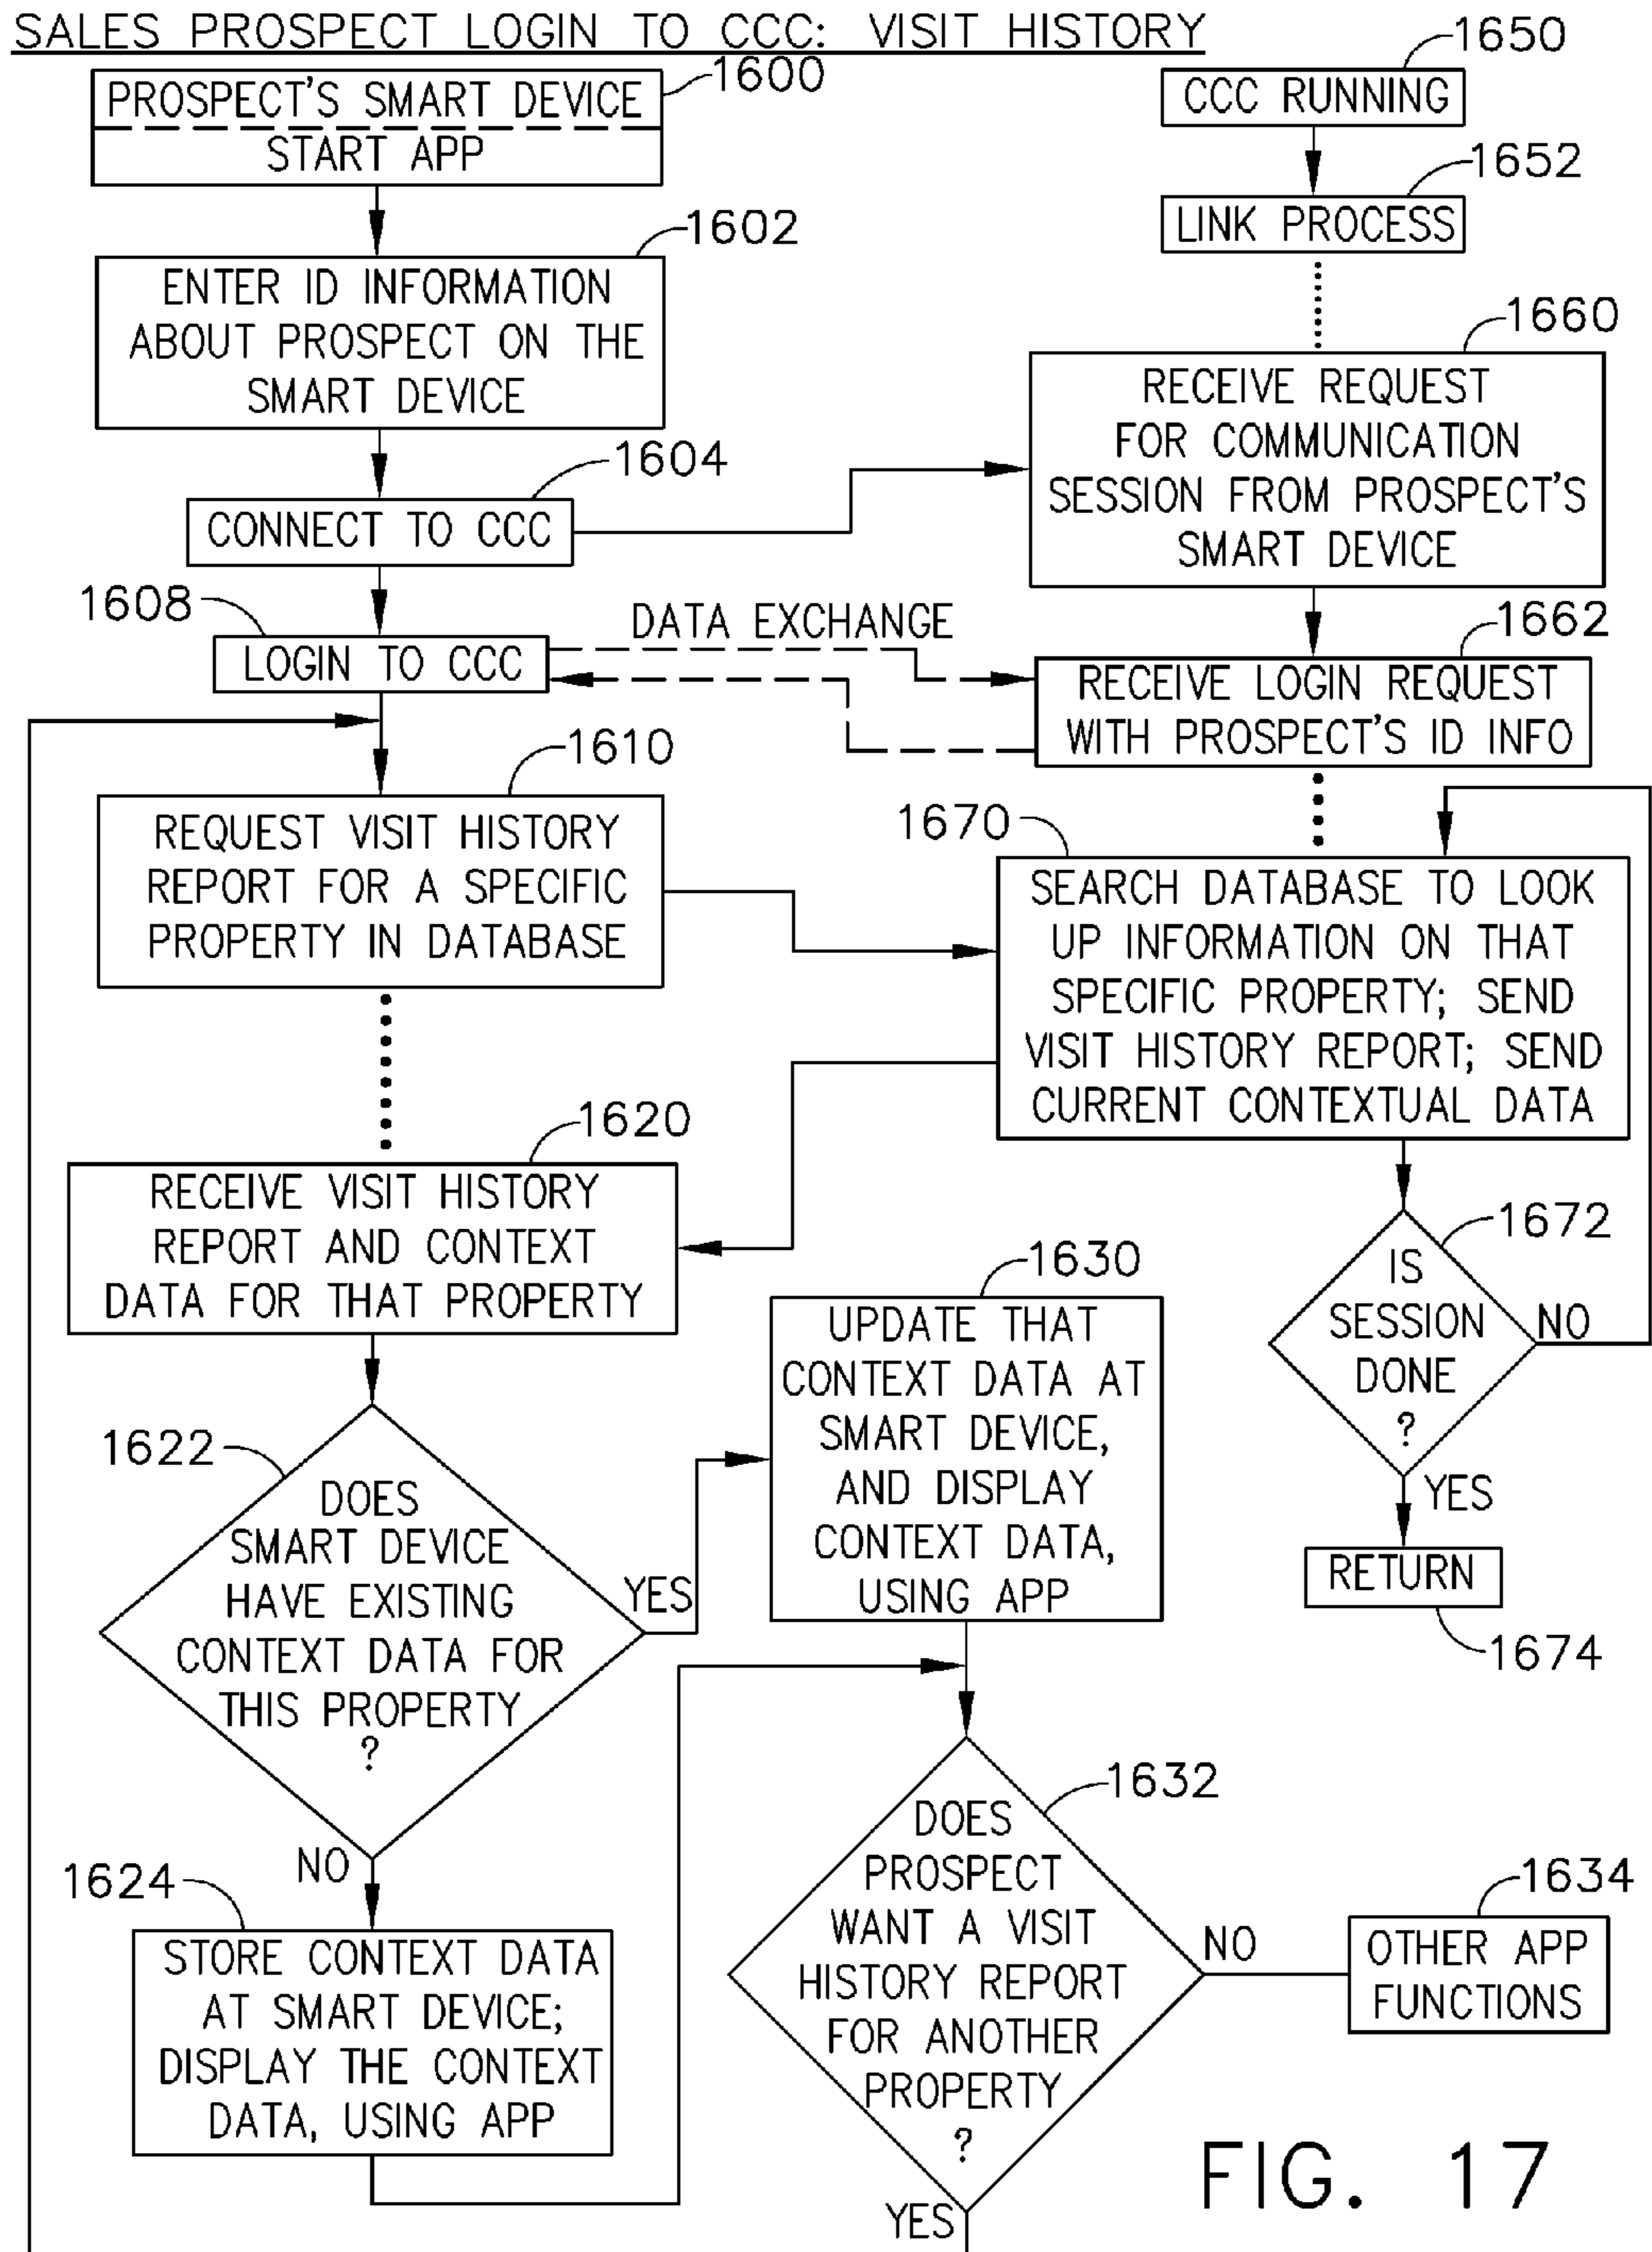 SALES PROSPECT LOGIN TO CCC: VISIT HISTORY
1600
PROSPECT'S SMART DEVICE
START APP
1602
ENTER ID INFORMATION
ABOUT PROSPECT ON THE
SMART DEVICE
1604
CONNECT TO CCC
1608
LOGIN TO CCC
DATA EXCHANGE
1610
REQUEST VISIT HISTORY
REPORT FOR A SPECIFIC
PROPERTY IN DATABASE
1620
RECEIVE VISIT HISTORY
REPORT AND CONTEXT
DATA FOR THAT PROPERTY
1622
DOES
SMART DEVICE
HAVE EXISTING
CONTEXT DATA FOR
THIS PROPERTY
?
YES
NO
1624
STORE CONTEXT DATA
AT SMART DEVICE;
DISPLAY THE CONTEXT
DATA, USING APP
1630
UPDATE THAT
CONTEXT DATA AT
SMART DEVICE,
AND DISPLAY
CONTEXT DATA,
USING APP
1632
DOES
PROSPECT
WANT A VISIT
HISTORY REPORT
FOR ANOTHER
PROPERTY
?
NO
YES
1634
OTHER APP
FUNCTIONS
1650
CCC RUNNING
1652
LINK PROCESS
1660
RECEIVE REQUEST
FOR COMMUNICATION
SESSION FROM PROSPECT'S
SMART DEVICE
1662
RECEIVE LOGIN REQUEST
WITH PROSPECT'S ID INFO
1670
SEARCH DATABASE TO LOOK
UP INFORMATION ON THAT
SPECIFIC PROPERTY; SEND
VISIT HISTORY REPORT; SEND
CURRENT CONTEXTUAL DATA
1672
IS
SESSION
DONE
?
NO
YES
RETURN
1674
FIG. 17